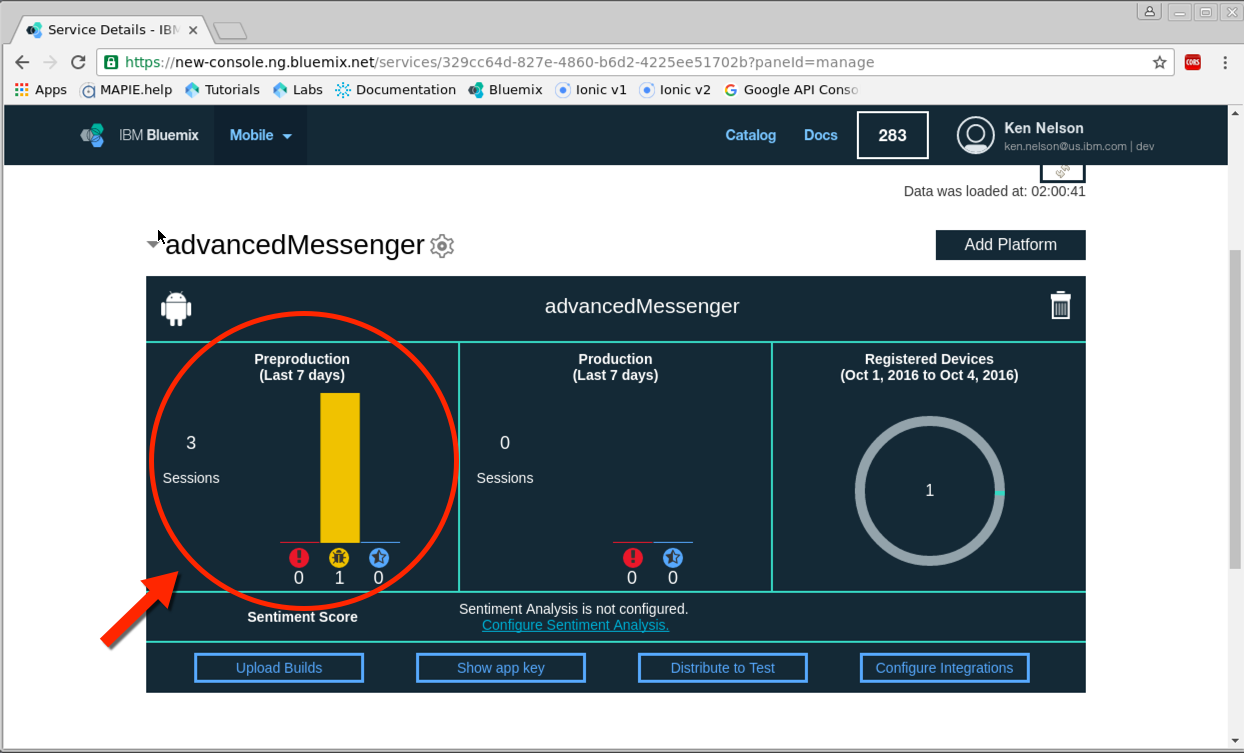 Service Details - IBM
https://new-console.ng.bluemix.net/services/329cc64d-827e-4860-b6d2-4225ee51702b?paneId=manage
CORS
Apps MAPIE.help Tutorials Labs Documentation Bluemix Ionic v1 Ionic v2 Google API Conso
IBM Bluemix Mobile Catalog Docs 283 Ken Nelson
ken.nelson@us.ibm.com | dev
Data was loaded at: 02:00:41
advancedMessenger Add Platform
advancedMessenger
Preproduction
(Last 7 days)
3
Sessions
0 1 0
Production
(Last 7 days)
0
Sessions
0 0
Registered Devices
(Oct 1, 2016 to Oct 4, 2016)
1
Sentiment Score
Sentiment Analysis is not configured.
Configure Sentiment Analysis.
Upload Builds Show app key Distribute to Test Configure Integrations